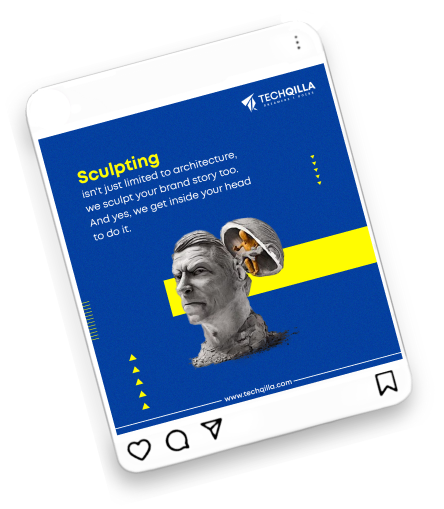 TECHQILLA
Sculpting
isn't just limited to architecture,
we sculpt your brand story too.
And yes, we get inside your head
to do it.
www.techqilla.com